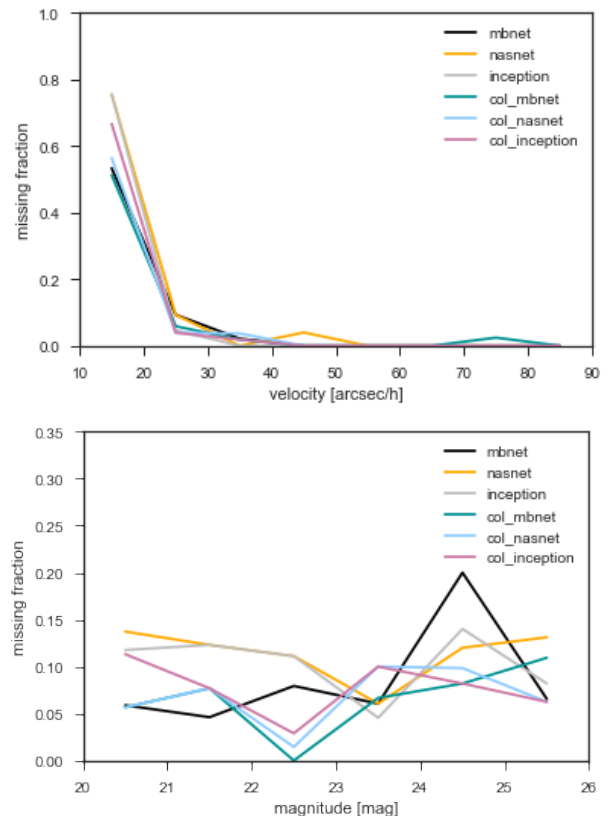 1.0
0.8
0.6
0.4
0.2
0.0
missing fraction
mbnet
nasnet
inception
col_mbnet
col_nasnet
col_inception
10 20 30 40 50 60 70 80 90
velocity [arcsec/h]
0.35
0.30
0.25
0.20
0.15
0.10
0.05
0.00
missing fraction
mbnet
nasnet
inception
col_mbnet
col_nasnet
col_inception
20 21 22 23 24 25 26
magnitude [mag]